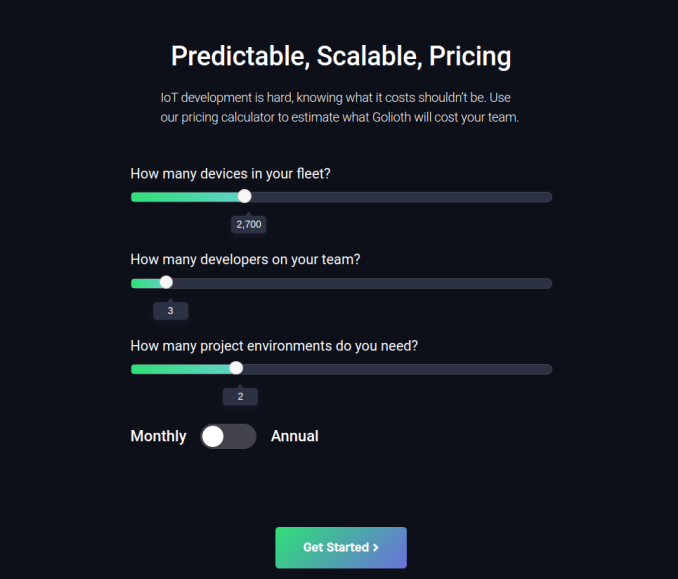 Predictable, Scalable, Pricing
IoT development is hard, knowing what it costs shouldn't be. Use
our pricing calculator to estimate what Golioth will cost your team.
How many devices in your fleet?
2,700
How many developers on your team?
3
How many project environments do you need?
2
Monthly Annual
Get Started >